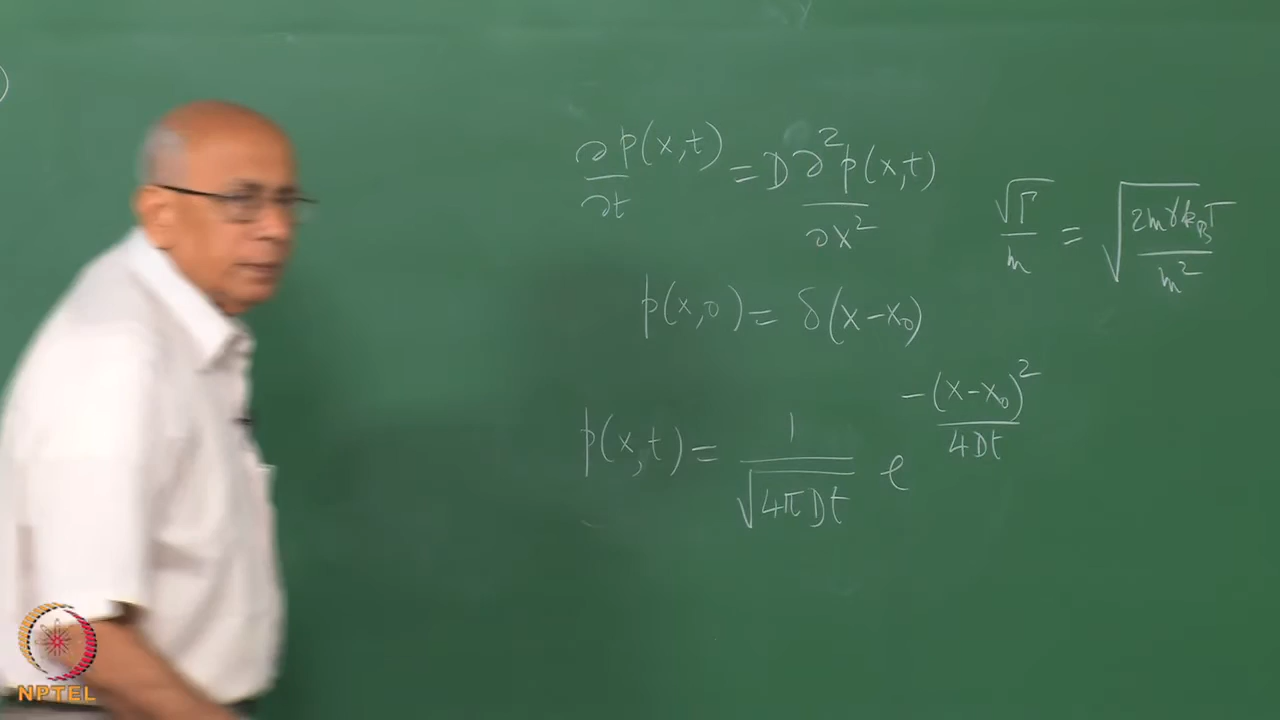 )
∂p(x,t)/∂t = D ∂²p(x,t)/∂x²
√Γ/m = √(2mγk_BT/m²)
p(x,0) = δ(x-x₀)
p(x,t) = 1/√(4πDt) e^(-(x-x₀)²/4Dt)
NPTEL